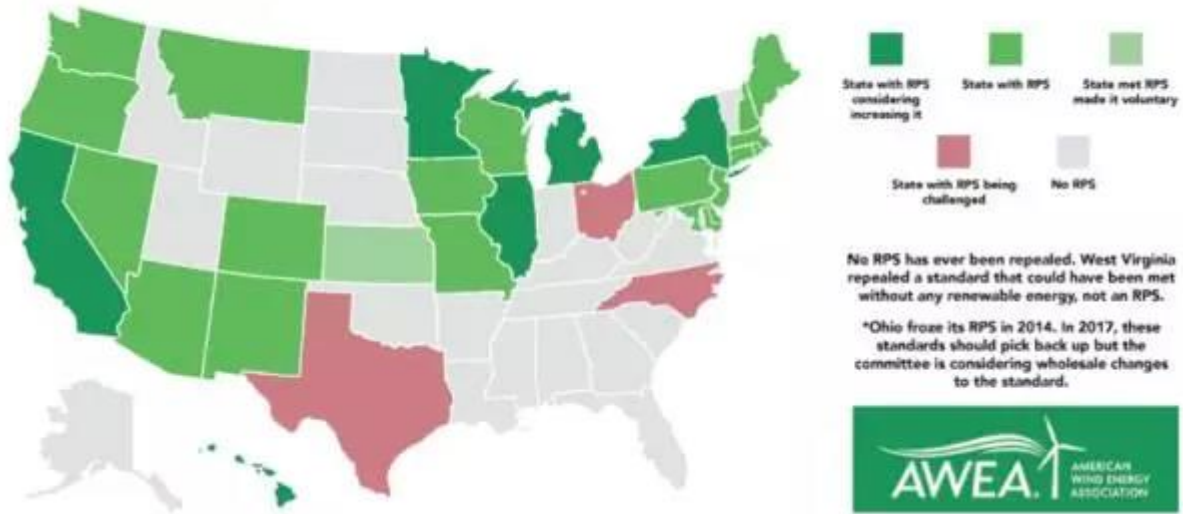 State with RPS
considering
increasing it
State with RPS
State met RPS
made it voluntary
State with RPS being
challenged
No RPS
No RPS has ever been repealed. West Virginia
repealed a standard that could have been met
without any renewable energy, not an RPS.
*Ohio froze its RPS in 2014. In 2017, these
standards should pick back up but the
committee is considering wholesale changes
to the standard.
AWEA.
AMERICAN
WIND ENERGY
ASSOCIATION